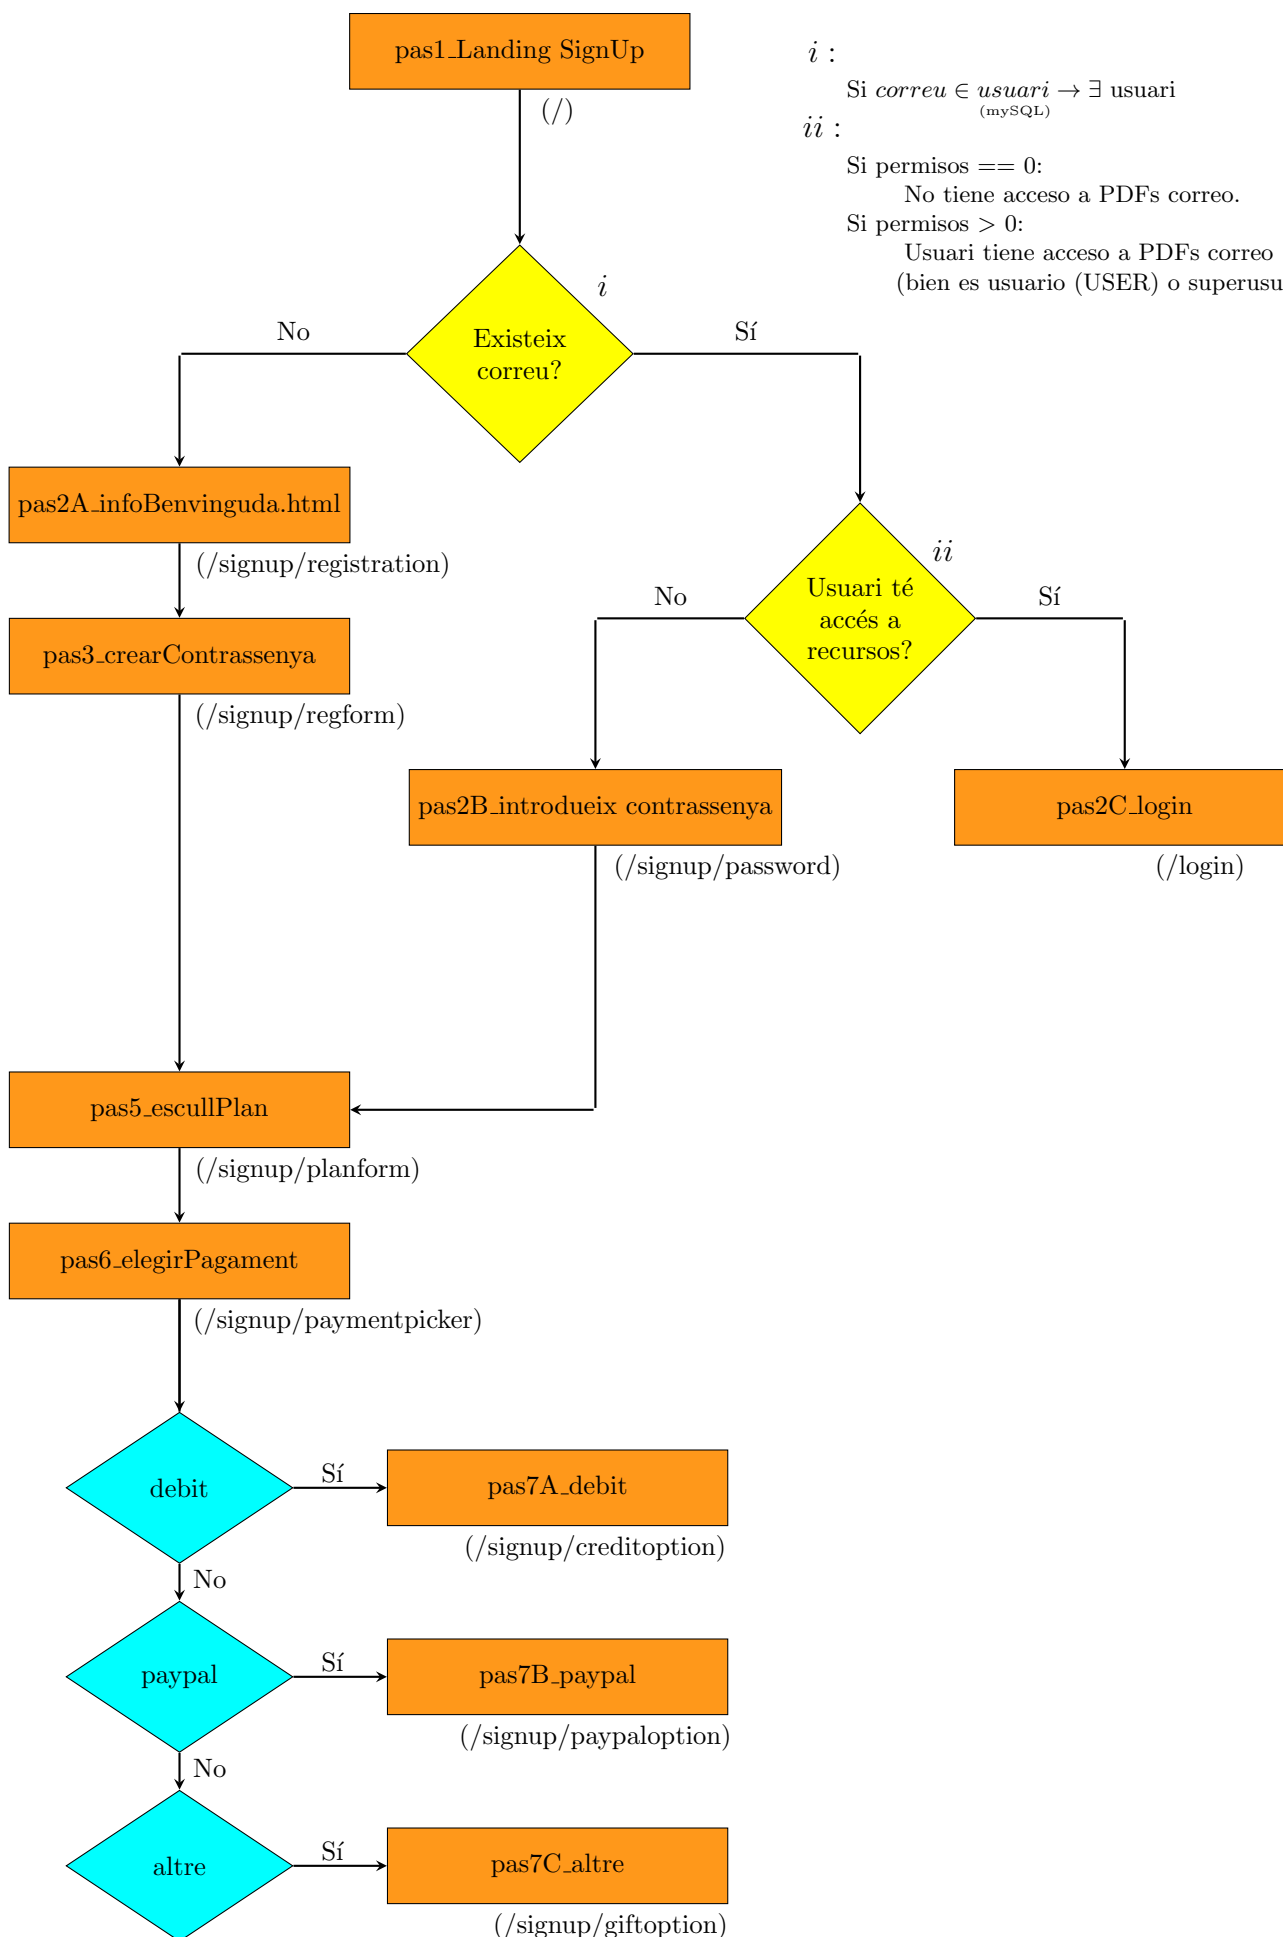 pas1_Landing SignUp
(/)
i :
Si correu ∈ usuari → ∃ usuari
(mySQL)
ii :
Si permisos == 0:
No tiene acceso a PDFs correo.
Si permisos > 0:
Usuari tiene acceso a PDFs correo
(bien es usuario (USER) o superusu
i
Existeix
correu?
No
Sí
pas2A_infoBenvinguda.html
(/signup/registration)
ii
Usuari té
accés a
recursos?
No
Sí
pas3_crearContrassenya
(/signup/regform)
pas2B_introdueix contrassenya
(/signup/password)
pas2C_login
(/login)
pas5_escullPlan
(/signup/planform)
pas6_elegirPagament
(/signup/paymentpicker)
debit
Sí
pas7A_debit
(/signup/creditoption)
No
paypal
Sí
pas7B_paypal
(/signup/paypaloption)
No
altre
Sí
pas7C_altre
(/signup/giftoption)